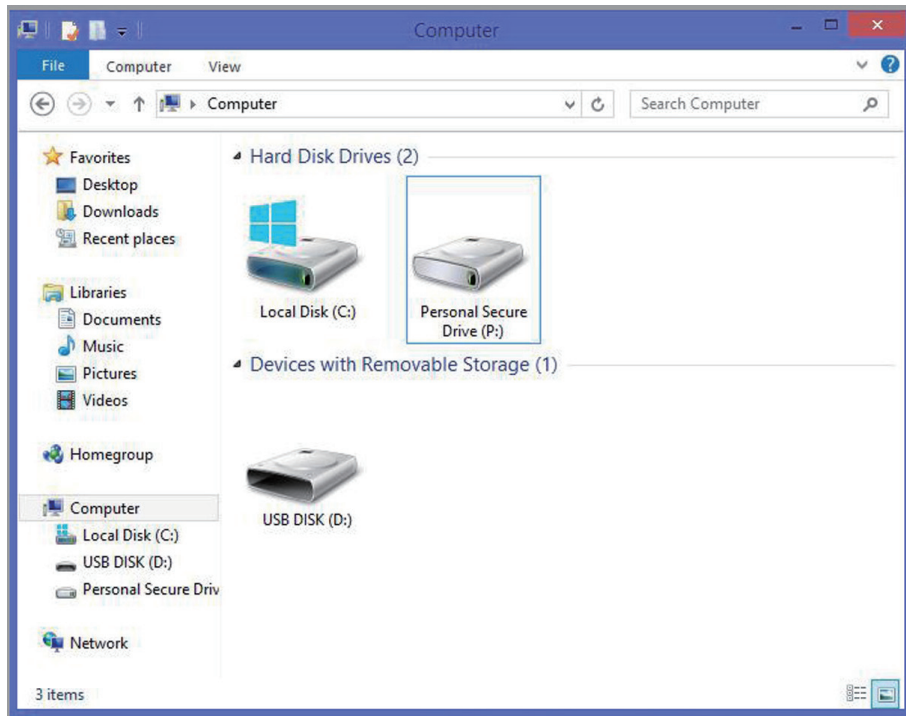 Computer
File Computer View
Computer
Search Computer
Favorites
Desktop
Downloads
Recent places
Libraries
Documents
Music
Pictures
Videos
Homegroup
Computer
Local Disk (C:)
USB DISK (D:)
Personal Secure Driv
Network
Hard Disk Drives (2)
Local Disk (C:)
Personal Secure
Drive (P:)
Devices with Removable Storage (1)
USB DISK (D:)
3 items